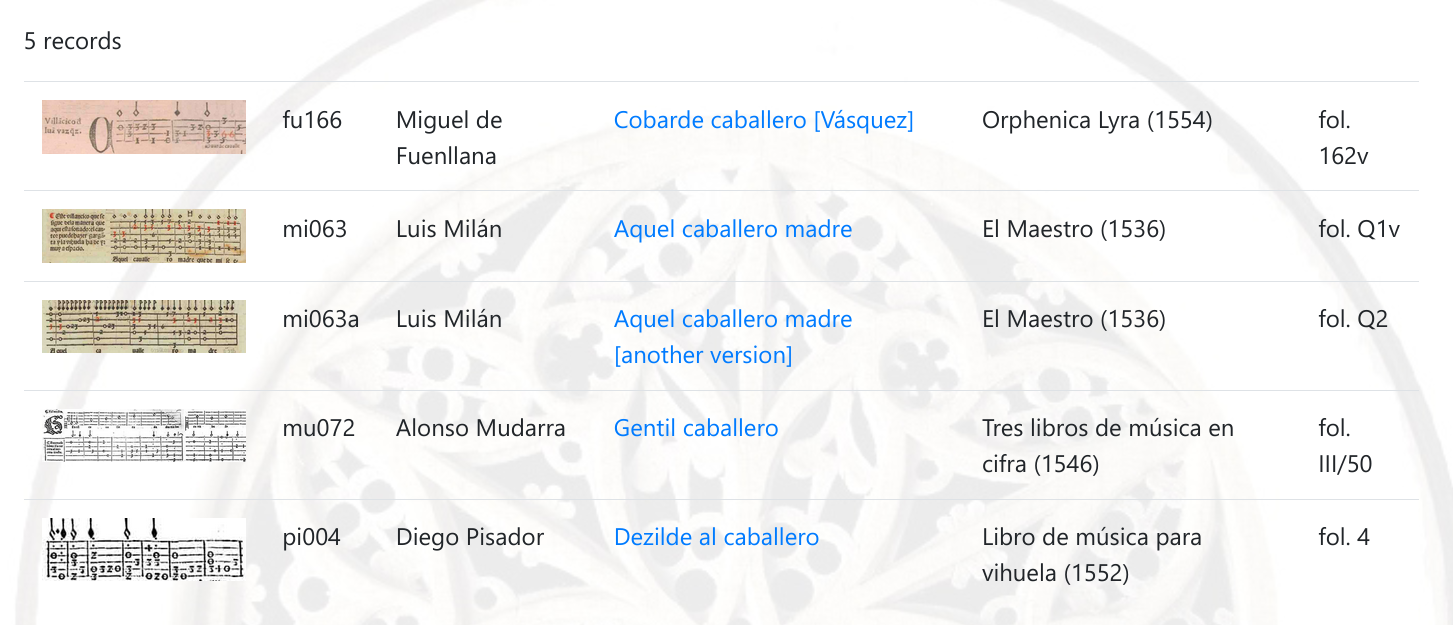 5 records
Villācico d
fu166
Miguel de
Fuenllana
Cobarde caballero [Vásquez]
Orphenica Lyra (1554)
fol.
162v
mi063
Luis Milán
Aquel caballero madre
El Maestro (1536)
fol. Q1v
mi063a
Luis Milán
Aquel caballero madre
[another version]
El Maestro (1536)
fol. Q2
mu072
Alonso Mudarra
Gentil caballero
Tres libros de música en
cifra (1546)
fol.
III/50
pi004
Diego Pisador
Dezilde al caballero
Libro de música para
vihuela (1552)
fol. 4